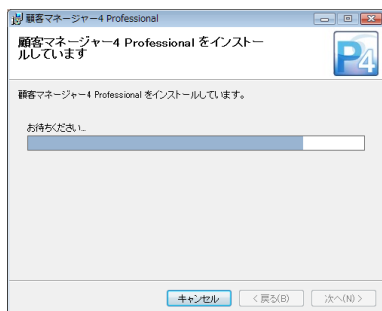 顧客マネージャー4 Professional
顧客マネージャー4 Professional をインストー
ルしています
P4
顧客マネージャー4 Professional をインストールしています。
お待ちください...
キャンセル
< 戻る(B)
次へ(N) >